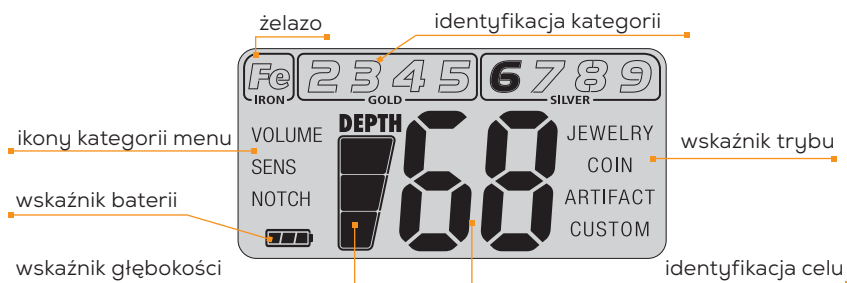 żelazo
identyfikacja kategorii
Fe 2 3 4 5 6 7 8 9
IRON GOLD SILVER
ikony kategorii menu
VOLUME
SENS
NOTCH
DEPTH
68
JEWELRY
COIN
ARTIFACT
CUSTOM
wskaźnik trybu
wskaźnik baterii
wskaźnik głębokości
identyfikacja celu